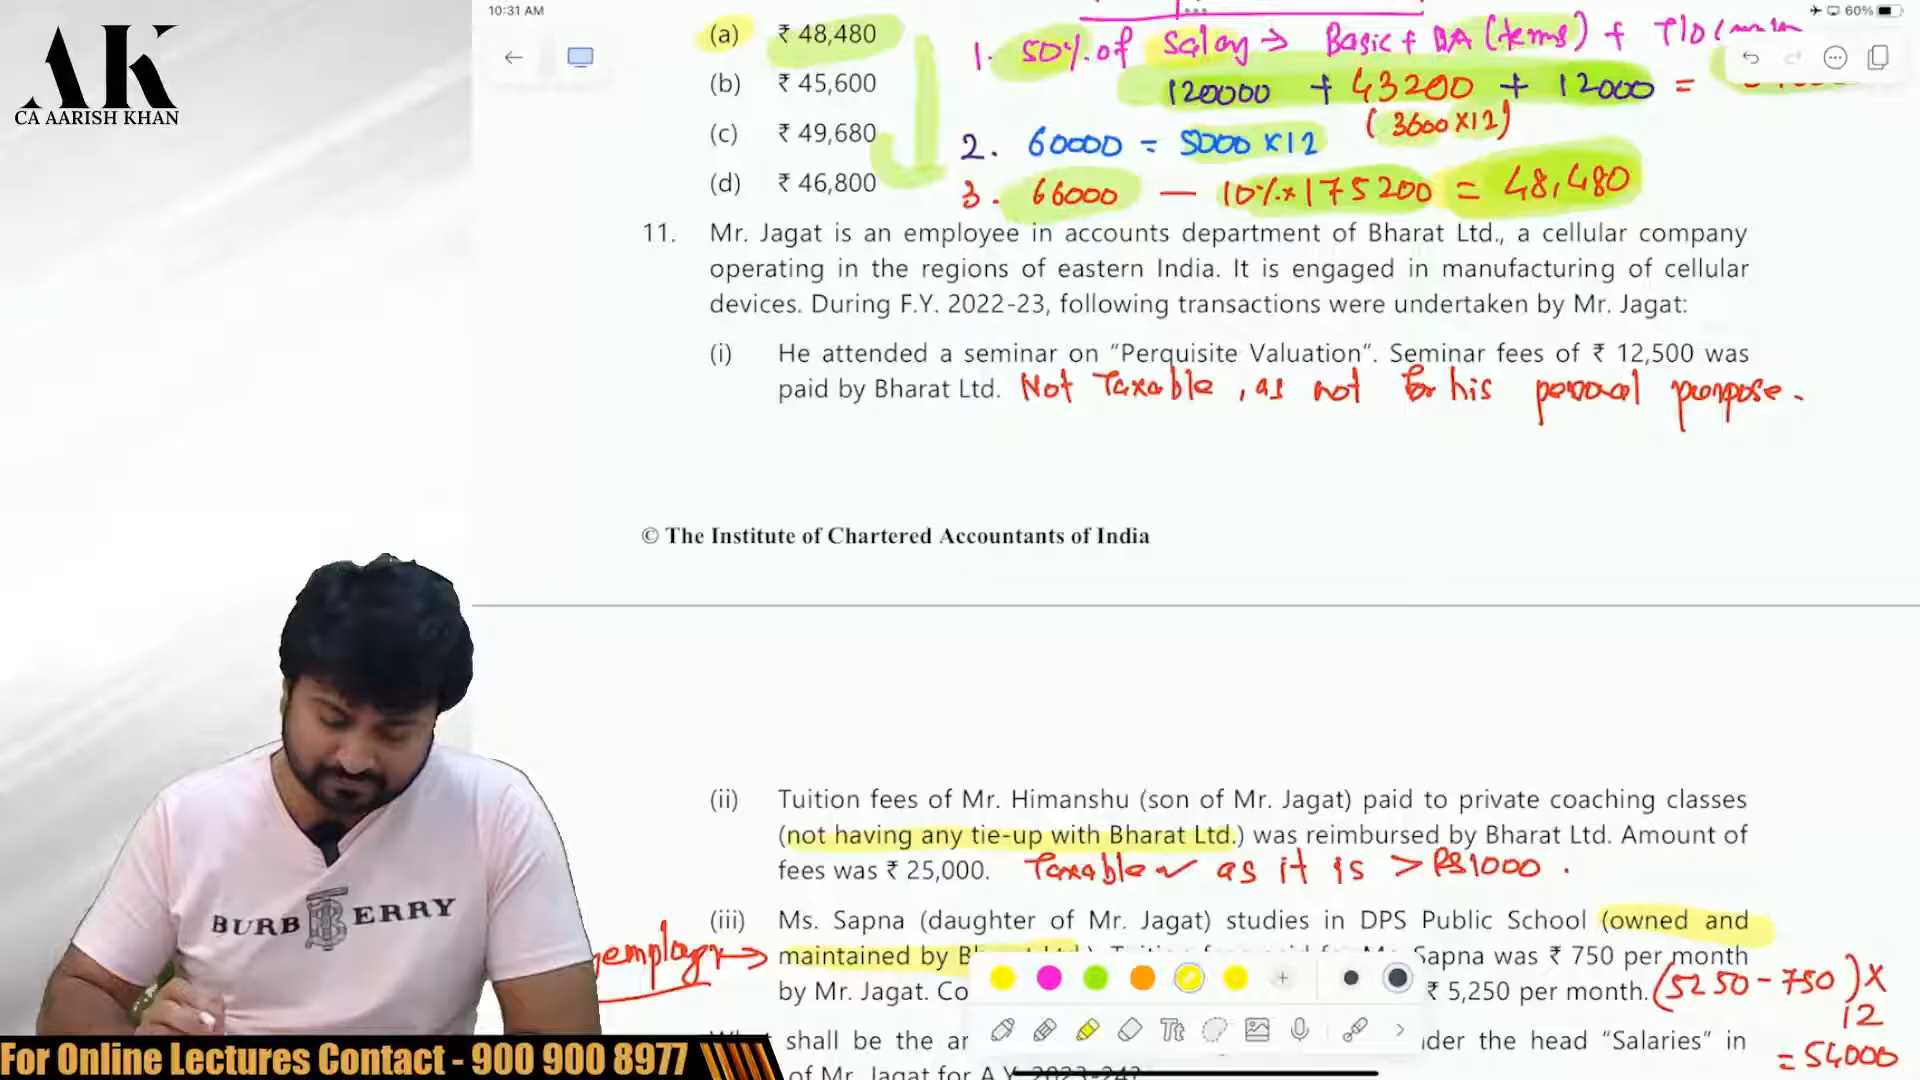 10:31 AM
60%
AK
CA AARISH KHAN
(a) ₹ 48,480
(b) ₹ 45,600
(c) ₹ 49,680
(d) ₹ 46,800
1. 50% of Salary → Basic + DA (terms) + T/O
120000 + 43200 + 12000 =
(3600×12)
2. 60000 = 5000 ×12
3. 66000 — 10% × 175200 = 48,480
11. Mr. Jagat is an employee in accounts department of Bharat Ltd., a cellular company
operating in the regions of eastern India. It is engaged in manufacturing of cellular
devices. During F.Y. 2022-23, following transactions were undertaken by Mr. Jagat:
(i) He attended a seminar on “Perquisite Valuation“. Seminar fees of ₹ 12,500 was
paid by Bharat Ltd. Not Taxable, as not for his personal purpose.
© The Institute of Chartered Accountants of India
(ii) Tuition fees of Mr. Himanshu (son of Mr. Jagat) paid to private coaching classes
(not having any tie-up with Bharat Ltd.) was reimbursed by Bharat Ltd. Amount of
fees was ₹ 25,000. Taxable as it is > RS1000.
(iii) Ms. Sapna (daughter of Mr. Jagat) studies in DPS Public School (owned and
employer → maintained by B Sapna was ₹ 750 per month
by Mr. Jagat. Co ₹ 5,250 per month. (5250-750)×
12
= 54000
shall be the under the head “Salaries” in
of Mr. Jagat for A.Y. 2023-24?
BURBERRY
Tt
For Online Lectures Contact - 900 900 8977